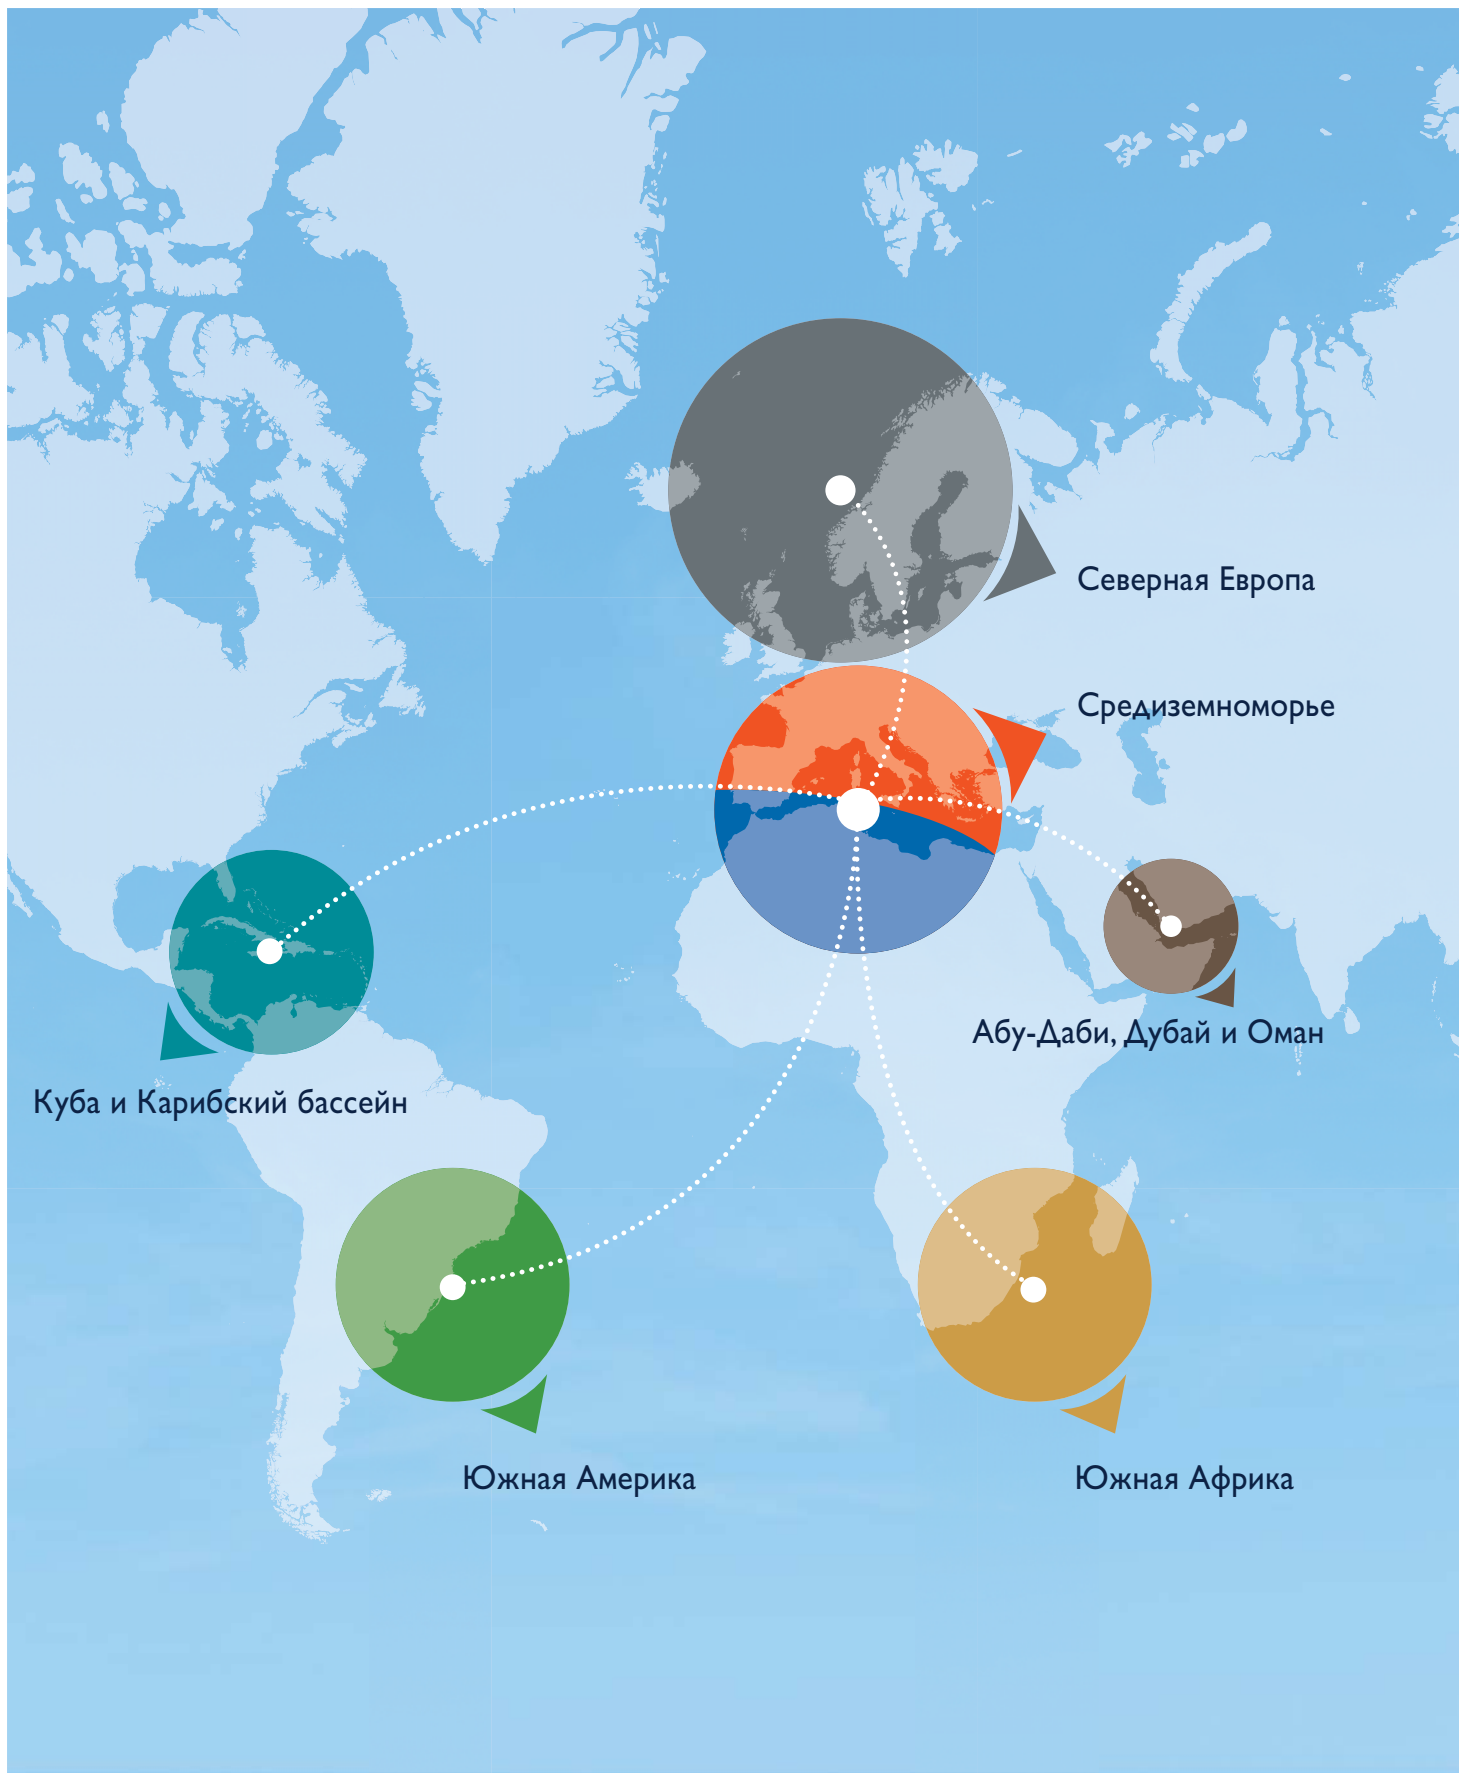 Северная Европа
Средиземноморье
Абу-Даби, Дубай и Оман
Куба и Карибский бассейн
Южная Америка
Южная Африка